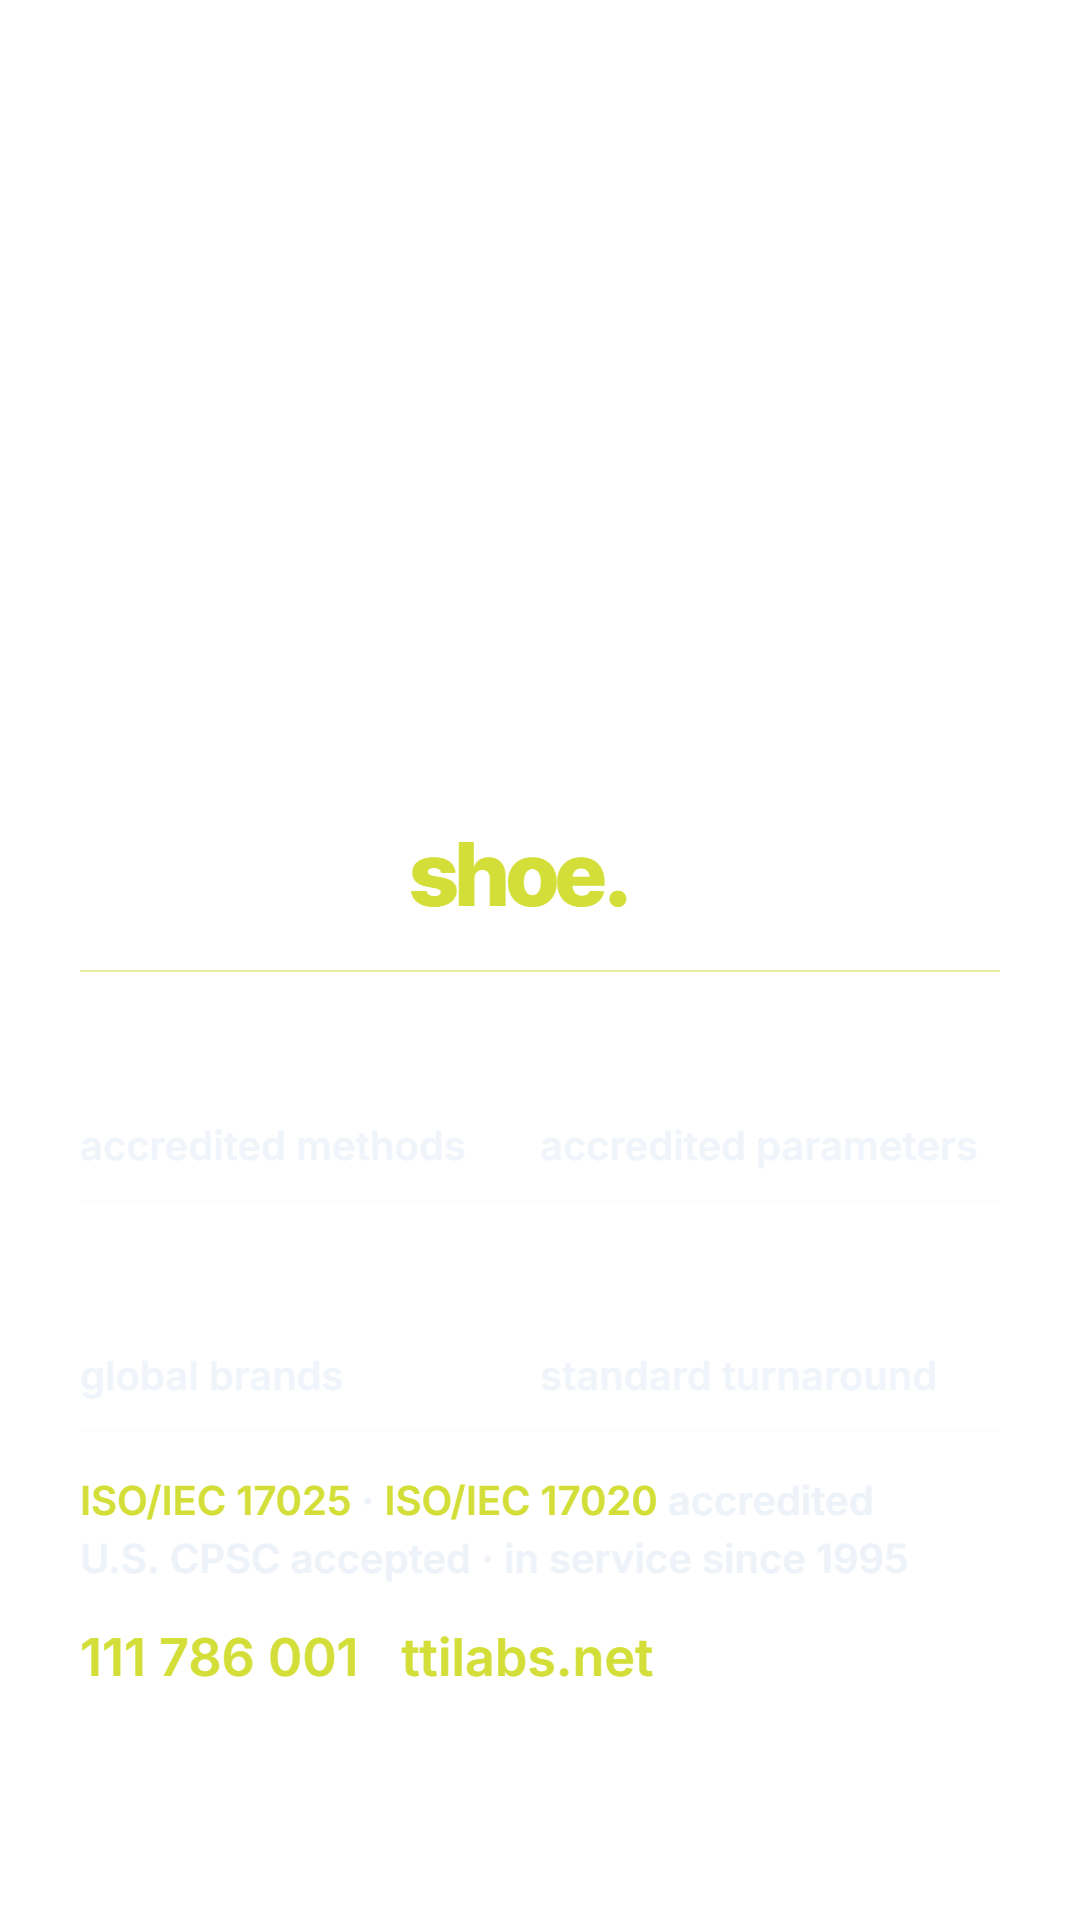 shoe.
accredited methods accredited parameters
global brands standard turnaround
ISO/IEC 17025 · ISO/IEC 17020 accredited
U.S. CPSC accepted · in service since 1995
111 786 001 ttilabs.net